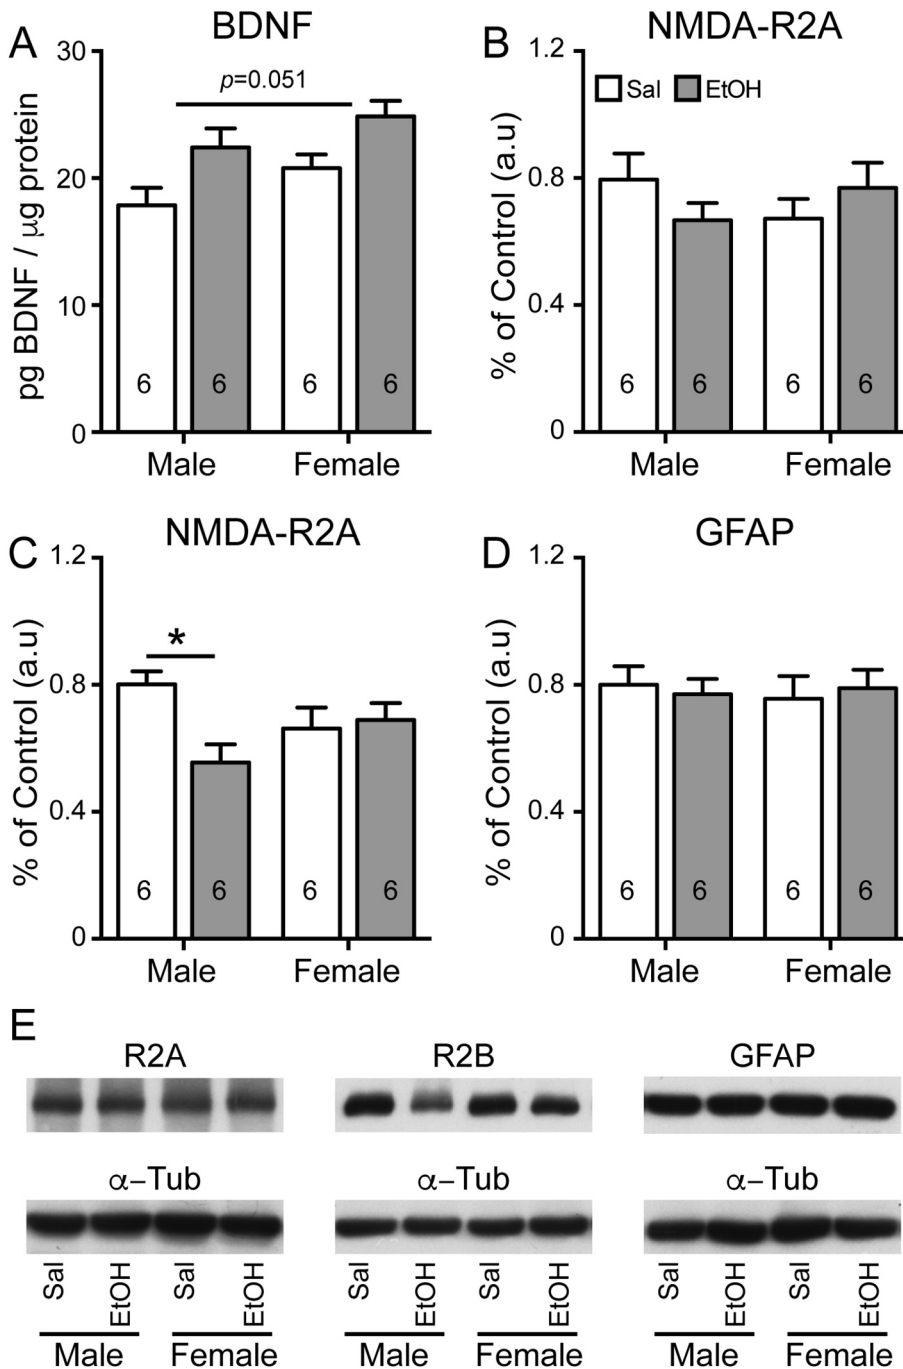 A
BDNF
30
20
10
0
pg BDNF / μg protein
p=0.051
6
6
6
6
Male
Female
B
NMDA-R2A
1.2
0.8
0.4
0
% of Control (a.u)
Sal
EtOH
6
6
6
6
Male
Female
C
NMDA-R2A
1.2
0.8
0.4
0
% of Control (a.u)
*
6
6
6
6
Male
Female
D
GFAP
1.2
0.8
0.4
0
% of Control (a.u)
6
6
6
6
Male
Female
E
R2A
R2B
GFAP
α–Tub
α–Tub
α–Tub
Sal
EtOH
Sal
EtOH
Sal
EtOH
Sal
EtOH
Sal
EtOH
Sal
EtOH
Male
Female
Male
Female
Male
Female